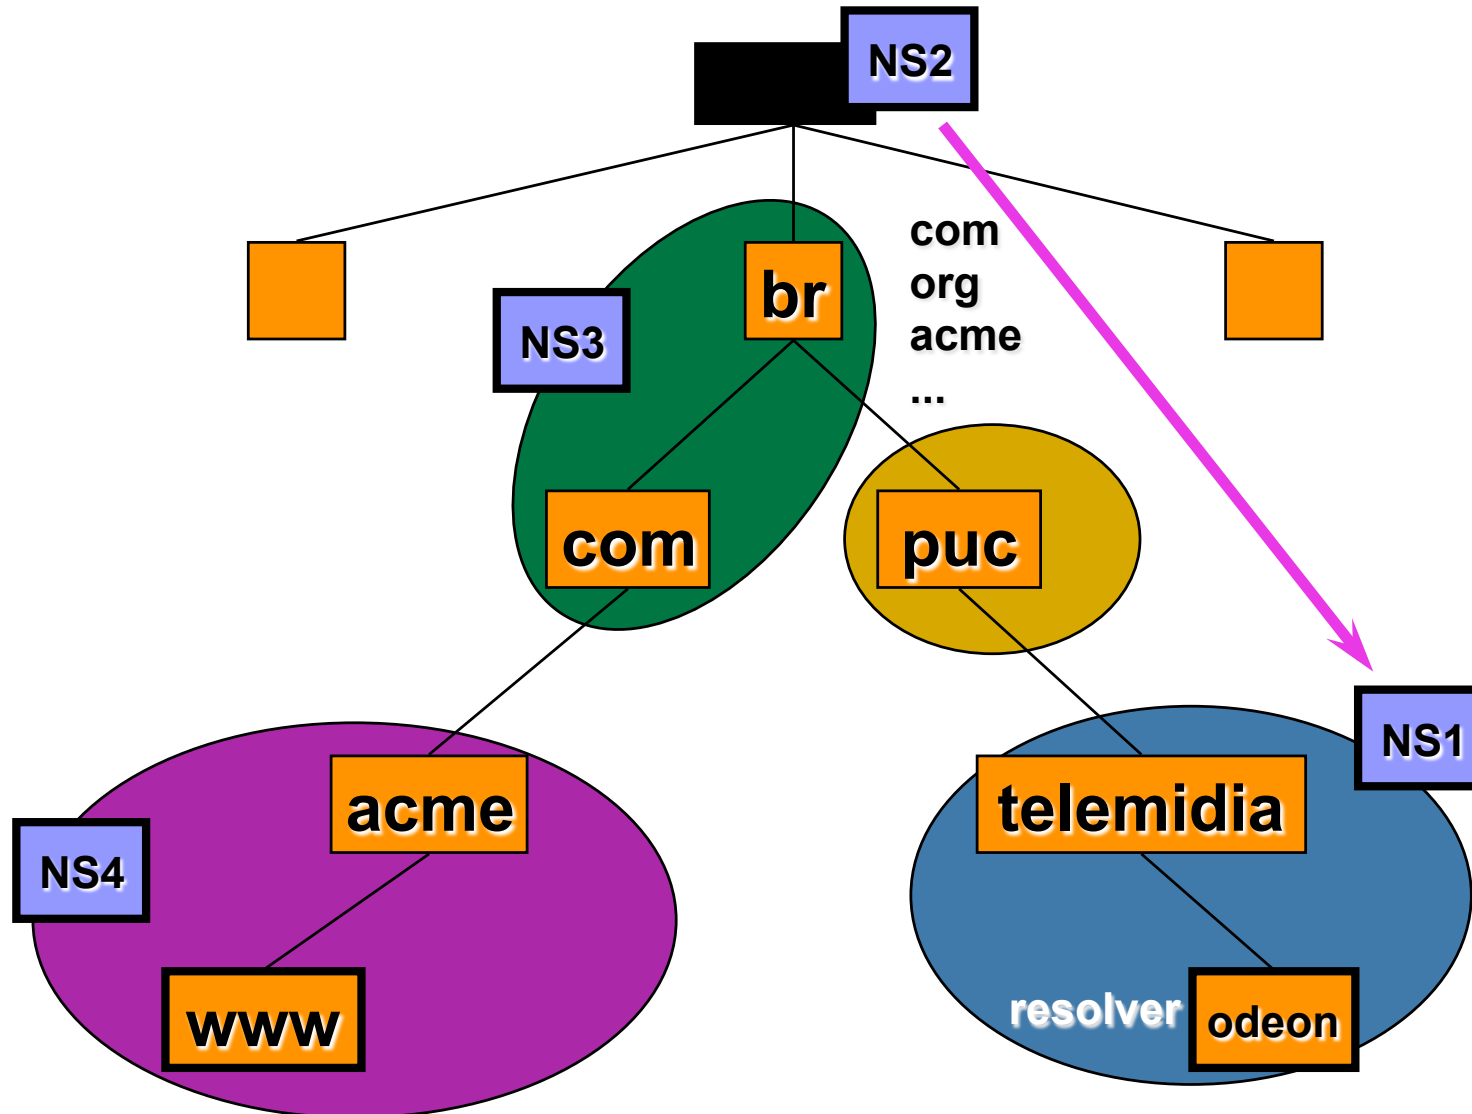 NS2
com
org
acme
...
br
NS3
com
puc
NS1
acme
telemidia
NS4
www
resolver
odeon